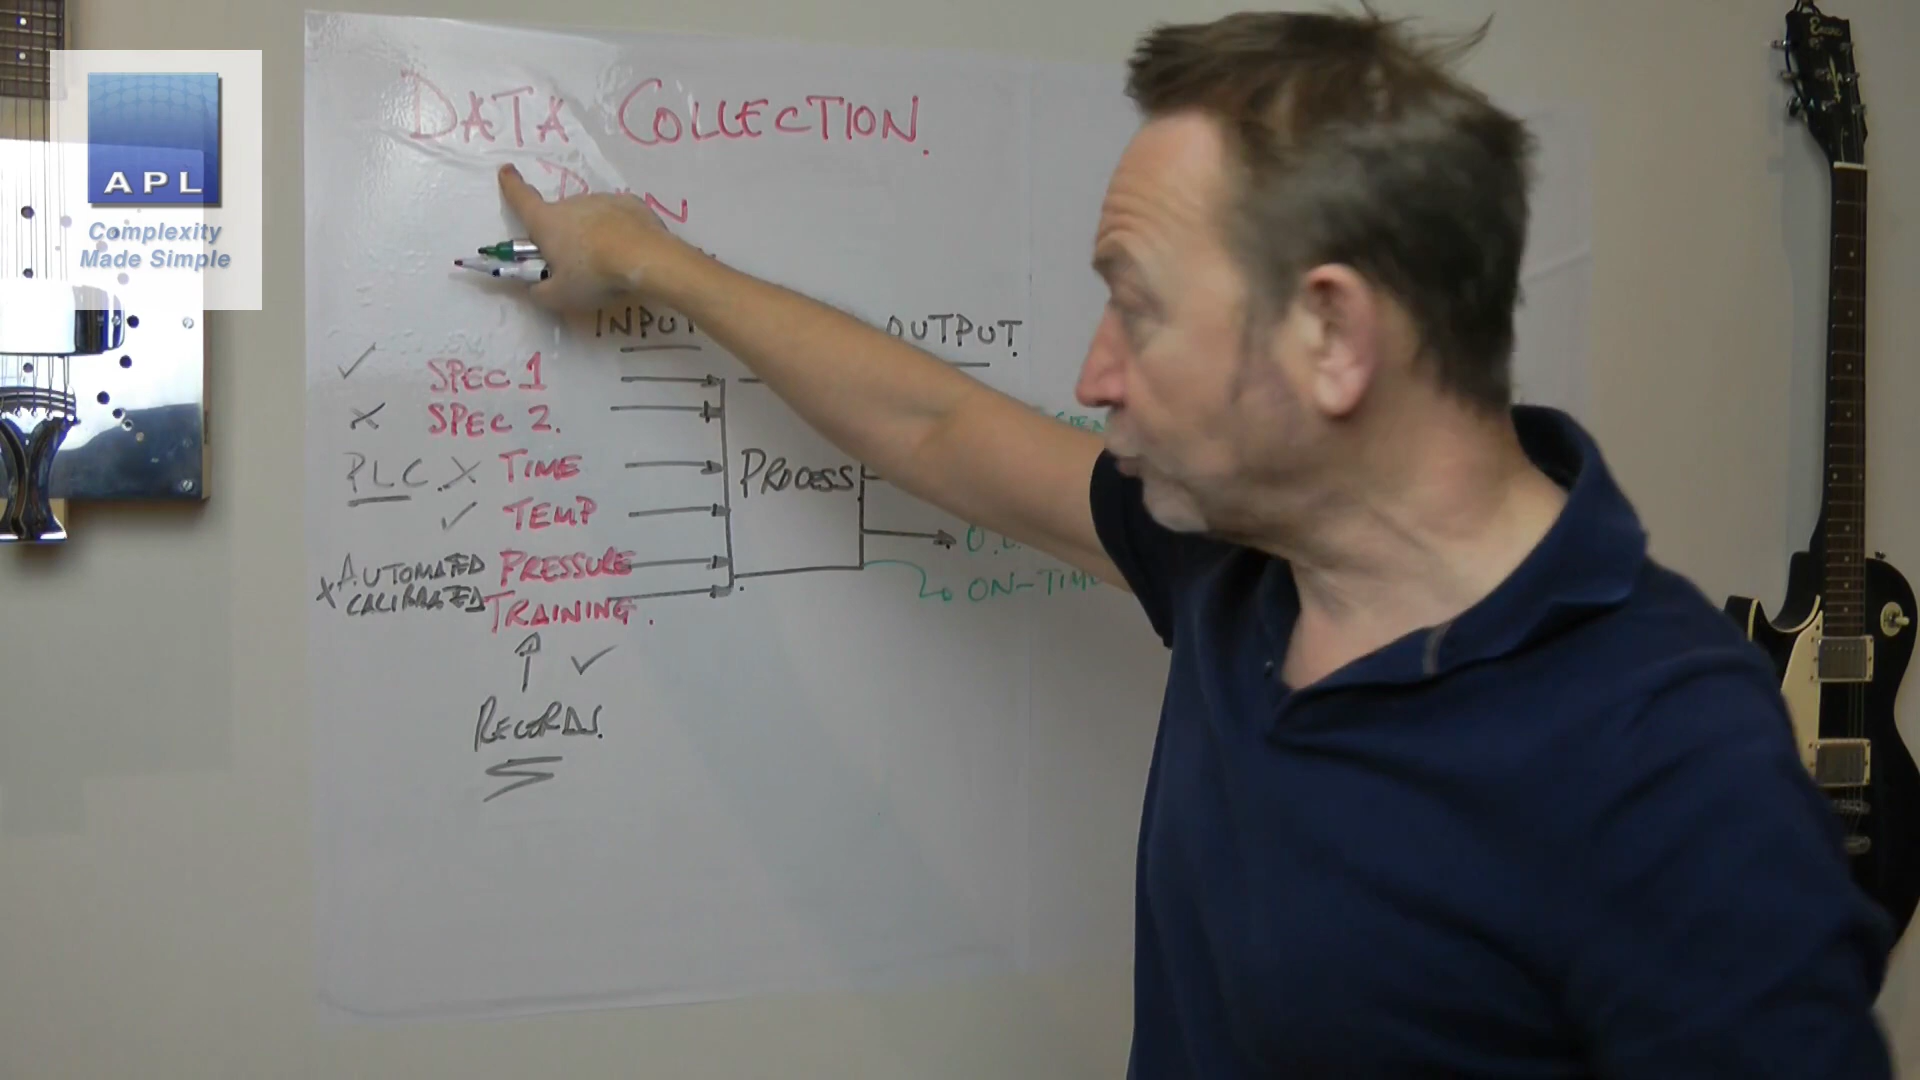 DATA COLLECTION.
APL
Complexity
Made Simple
INPUT
OUTPUT.
✓ SPEC 1
X SPEC 2.
PLC. X TIME
PROCESS
✓ TEMP
X AUTOMATED PRESSURE
CALIBRATED TRAINING.
ON-TIME
✓
RECORDS.